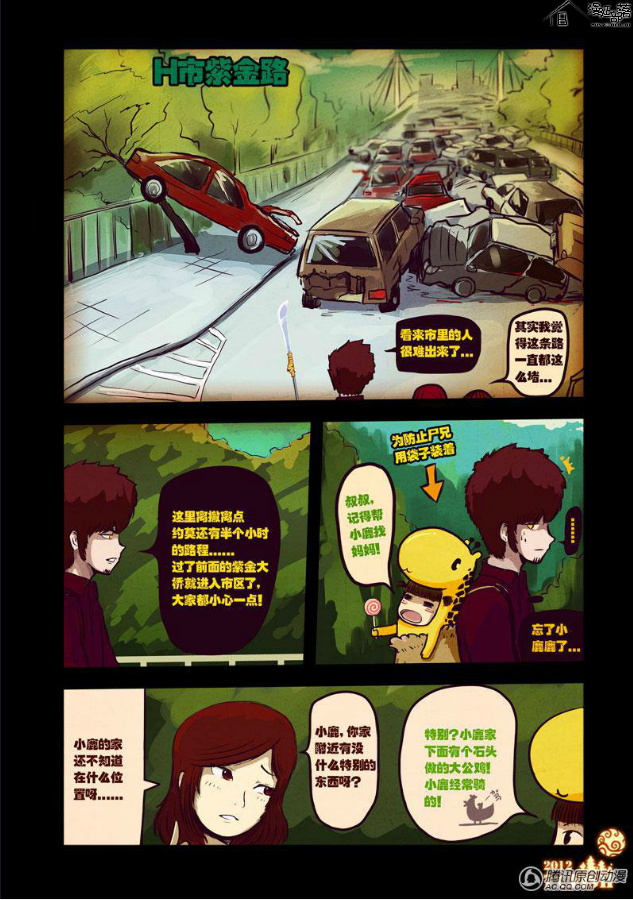 漫江部落
H市紫金路
看来市里的人
很难出来了...
其实我觉
得这条路
一直都这
么堵...
这里离撤离点
约莫还有半个小时
的路程......
过了前面的紫金大
桥就进入市区了,
大家都小心一点!
为防止尸兄
用袋子装着
叔叔,
记得帮
小鹿找
妈妈!
忘了小
鹿鹿了...
小鹿的家
还不知道
在什么位
置呀......
小鹿,你家
附近有没
什么特别的
东西呀?
特别?小鹿家
下面有个石头
做的大公鸡!
小鹿经常骑
的!
2012
腾讯原创动漫
AC.QQ.COM